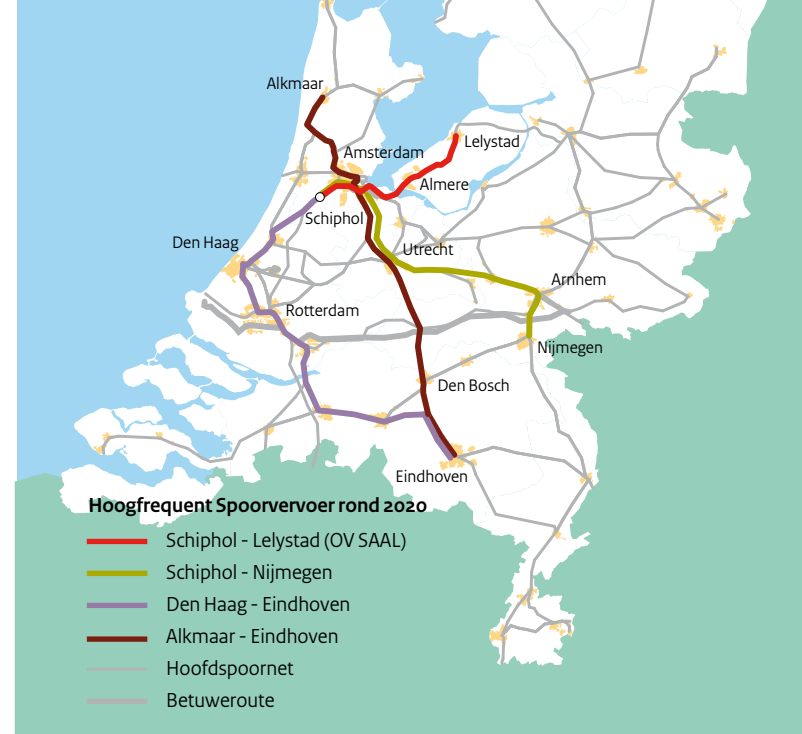 Alkmaar
Lelystad
Amsterdam
Almere
Schiphol
Den Haag
Utrecht
Arnhem
Rotterdam
Nijmegen
Den Bosch
Eindhoven
Hoogfrequent Spoorvervoer rond 2020
Schiphol - Lelystad (OV SAAL)
Schiphol - Nijmegen
Den Haag - Eindhoven
Alkmaar - Eindhoven
Hoofdspoornet
Betuweroute